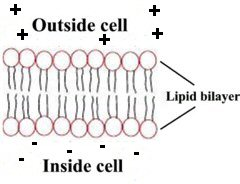 + +
Outside cell
+ + +
Lipid bilayer
- - - - -
Inside cell